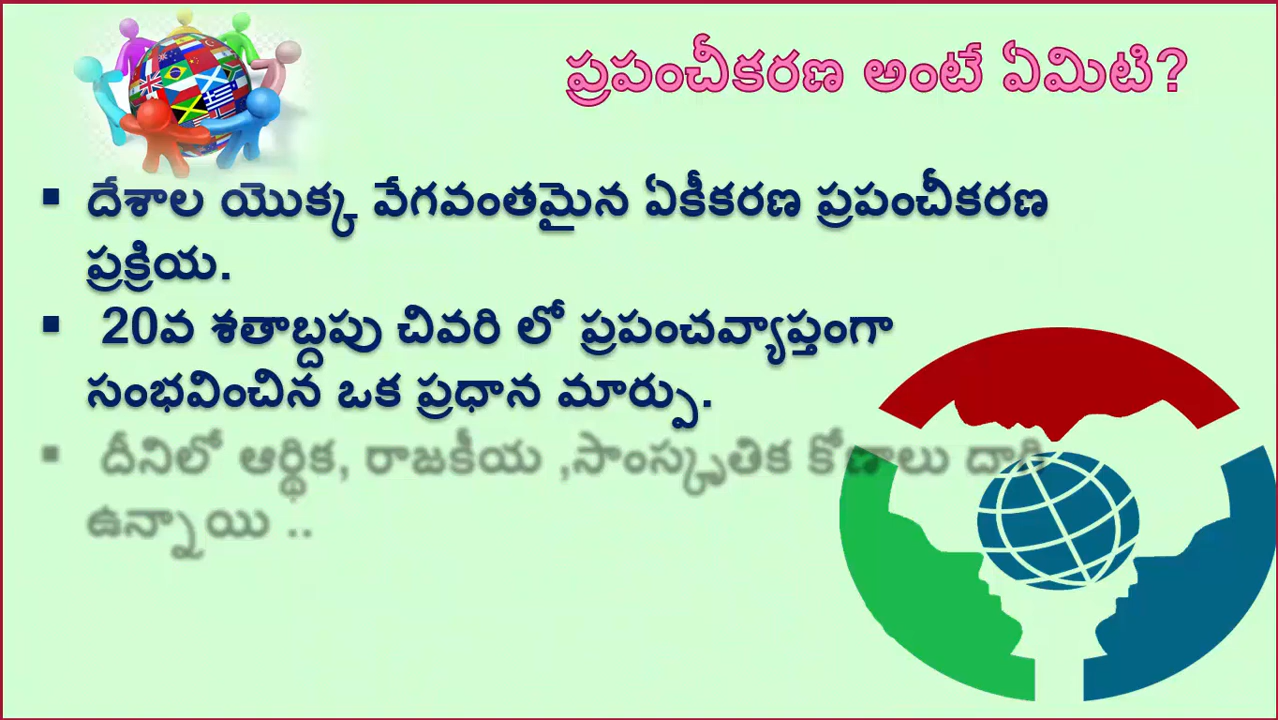 ప్రపంచీకరణ అంటే ఏమిటి?
▪ దేశాల యొక్క వేగవంతమైన ఏకీకరణ ప్రపంచీకరణ
ప్రక్రియ.
▪ 20వ శతాబ్దపు చివరి లో ప్రపంచవ్యాప్తంగా
సంభవించిన ఒక ప్రధాన మార్పు.
▪ దీనిలో ఆర్థిక, రాజకీయ ,సాంస్కృతిక కోణాలు దాగి
ఉన్నాయి ..